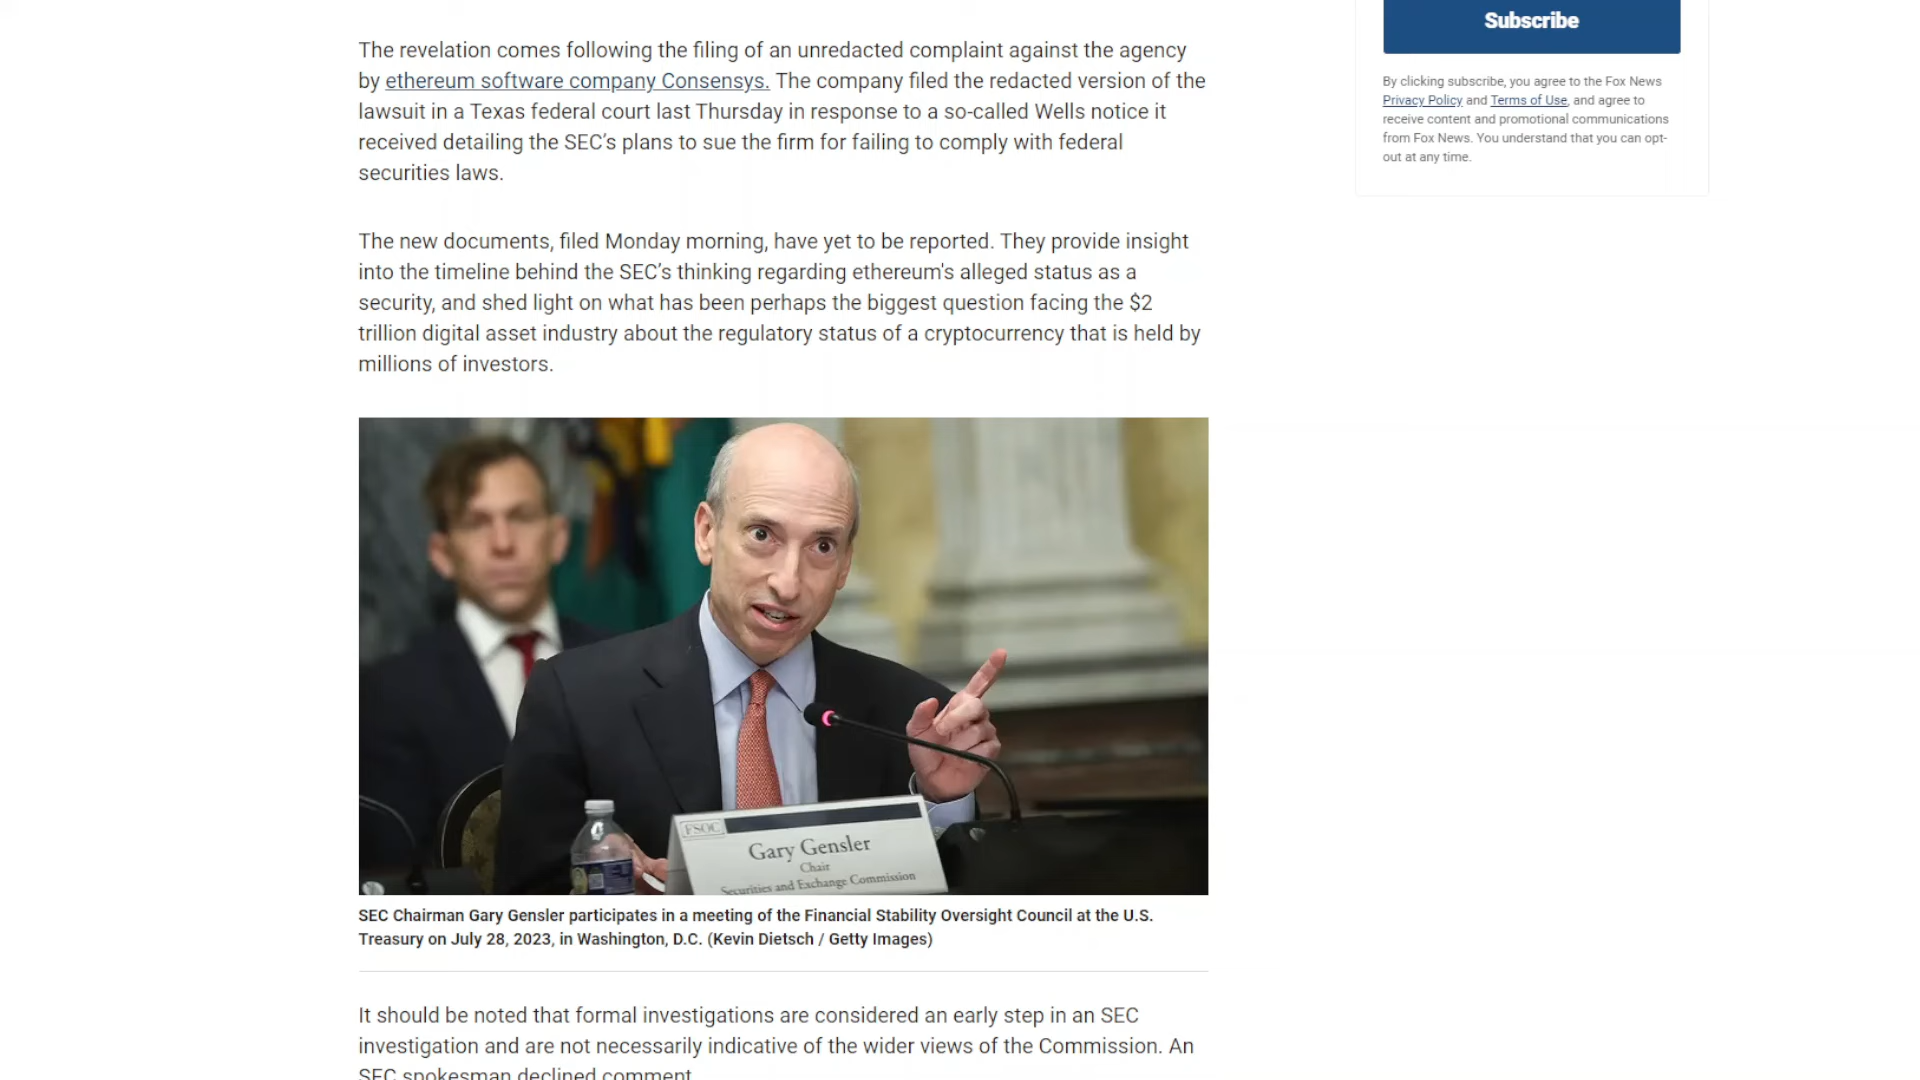 The revelation comes following the filing of an unredacted complaint against the agency
by ethereum software company Consensys. The company filed the redacted version of the
lawsuit in a Texas federal court last Thursday in response to a so-called Wells notice it
received detailing the SEC’s plans to sue the firm for failing to comply with federal
securities laws.
The new documents, filed Monday morning, have yet to be reported. They provide insight
into the timeline behind the SEC’s thinking regarding ethereum's alleged status as a
security, and shed light on what has been perhaps the biggest question facing the $2
trillion digital asset industry about the regulatory status of a cryptocurrency that is held by
millions of investors.
FSOC
Gary Gensler
Chair
Securities and Exchange Commission
SEC Chairman Gary Gensler participates in a meeting of the Financial Stability Oversight Council at the U.S.
Treasury on July 28, 2023, in Washington, D.C. (Kevin Dietsch / Getty Images)
It should be noted that formal investigations are considered an early step in an SEC
investigation and are not necessarily indicative of the wider views of the Commission. An
SEC spokesman declined comment.
Subscribe
By clicking subscribe, you agree to the Fox News
Privacy Policy and Terms of Use, and agree to
receive content and promotional communications
from Fox News. You understand that you can opt-
out at any time.